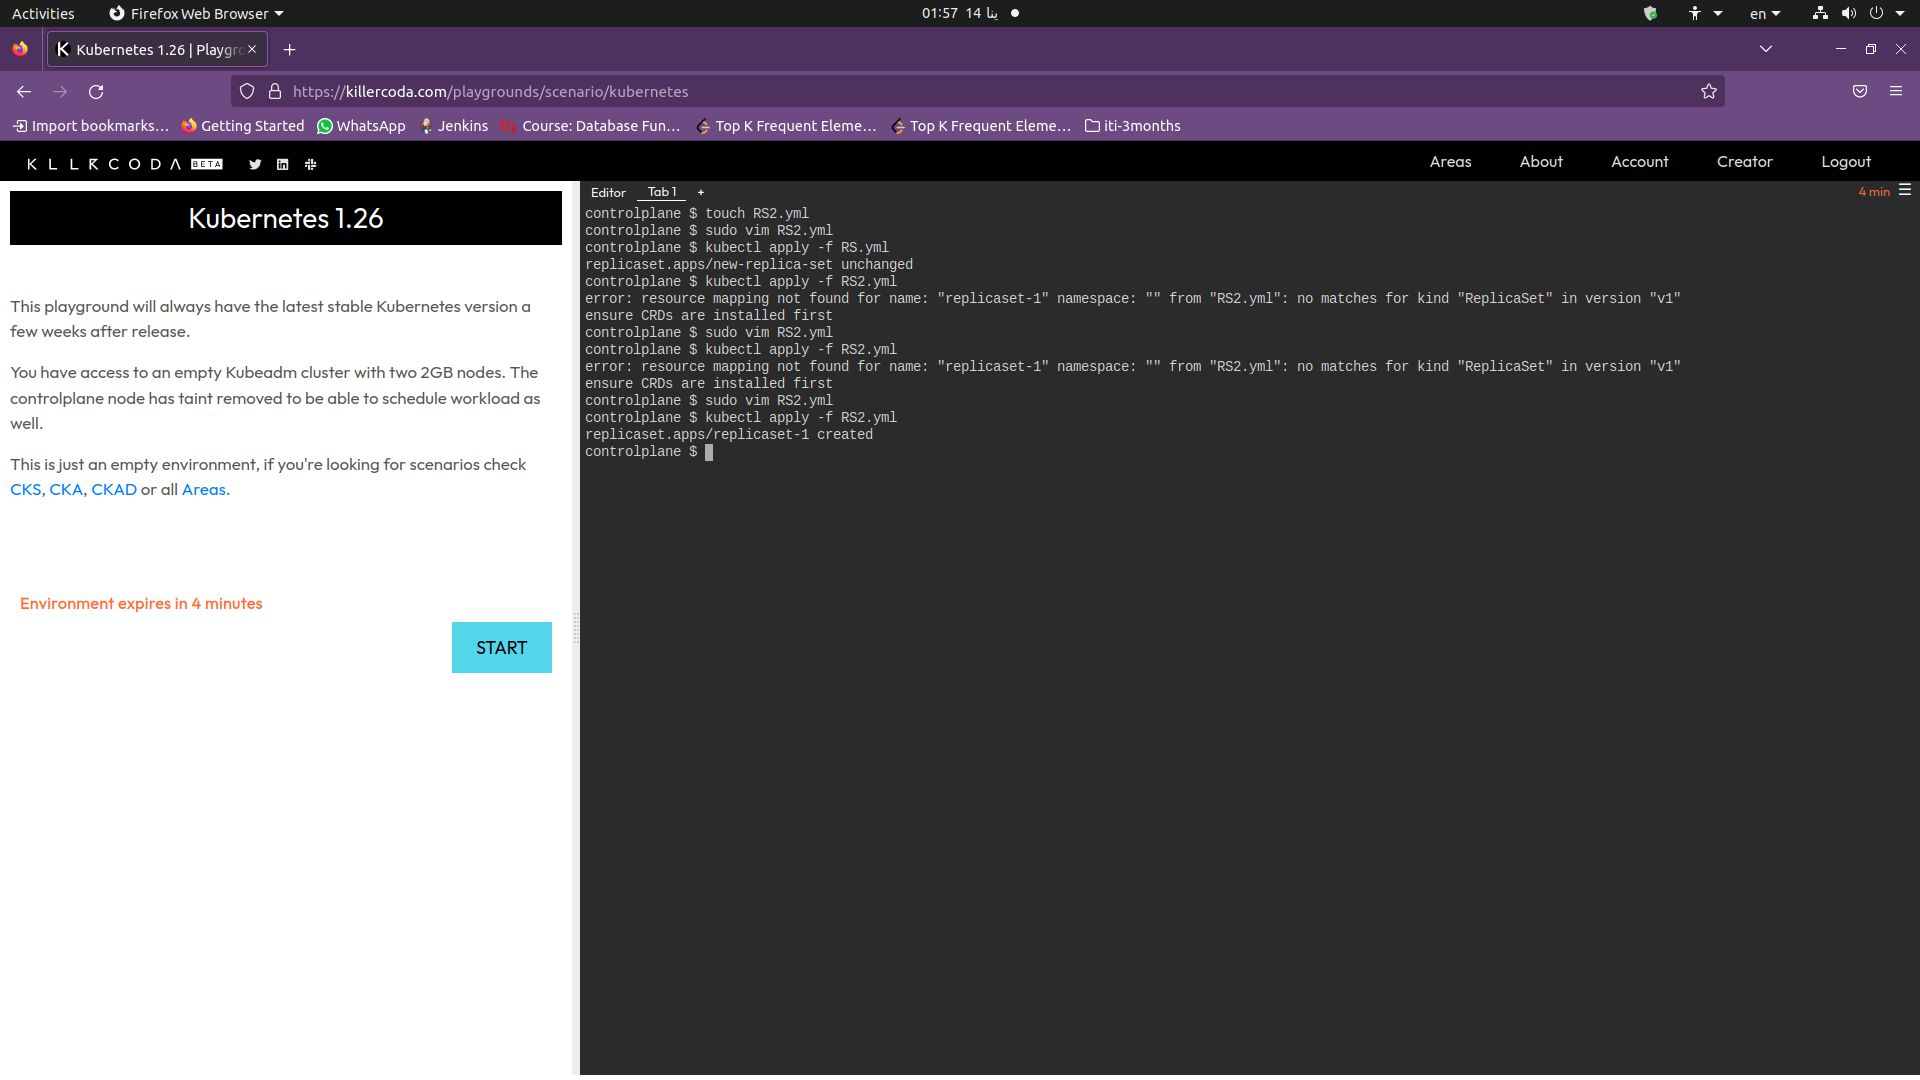 Activities
Firefox Web Browser
01:57 14 ينا
en
Kubernetes 1.26 | Playgro
https://killercoda.com/playgrounds/scenario/kubernetes
Import bookmarks…
Getting Started
WhatsApp
Jenkins
Course: Database Fun…
Top K Frequent Eleme…
Top K Frequent Eleme…
iti-3months
KLLRCODA BETA
Areas
About
Account
Creator
Logout
Kubernetes 1.26
This playground will always have the latest stable Kubernetes version a
few weeks after release.
You have access to an empty Kubeadm cluster with two 2GB nodes. The
controlplane node has taint removed to be able to schedule workload as
well.
This is just an empty environment, if you're looking for scenarios check
CKS, CKA, CKAD or all Areas.
Environment expires in 4 minutes
START
Editor
Tab 1
+
4 min
controlplane $ touch RS2.yml
controlplane $ sudo vim RS2.yml
controlplane $ kubectl apply -f RS.yml
replicaset.apps/new-replica-set unchanged
controlplane $ kubectl apply -f RS2.yml
error: resource mapping not found for name: "replicaset-1" namespace: "" from "RS2.yml": no matches for kind "ReplicaSet" in version "v1"
ensure CRDs are installed first
controlplane $ sudo vim RS2.yml
controlplane $ kubectl apply -f RS2.yml
error: resource mapping not found for name: "replicaset-1" namespace: "" from "RS2.yml": no matches for kind "ReplicaSet" in version "v1"
ensure CRDs are installed first
controlplane $ sudo vim RS2.yml
controlplane $ kubectl apply -f RS2.yml
replicaset.apps/replicaset-1 created
controlplane $